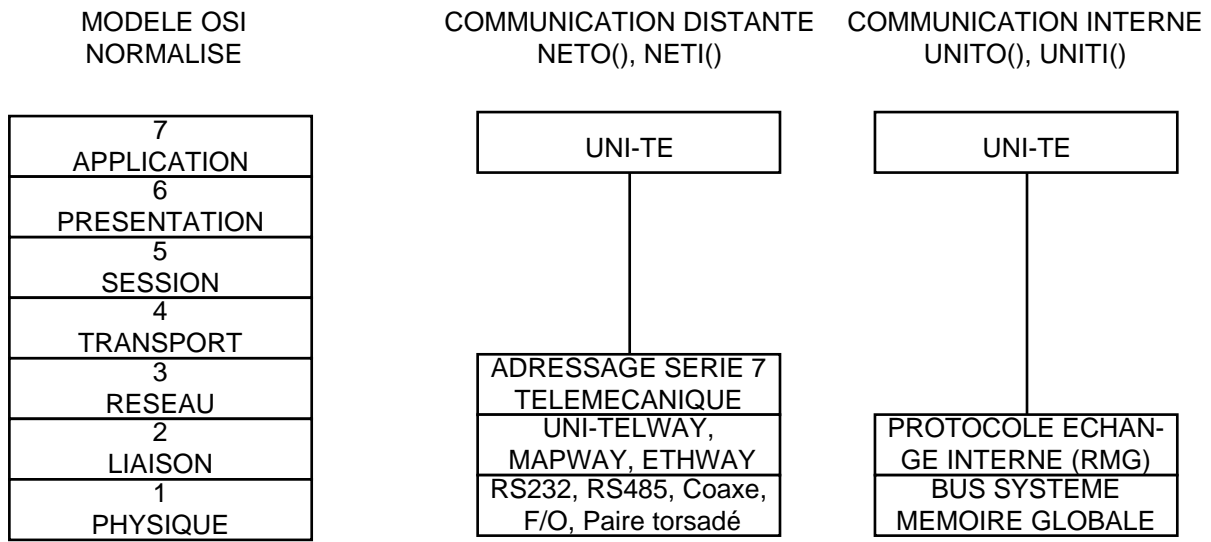 MODELE OSI
NORMALISE
7
APPLICATION
6
PRESENTATION
5
SESSION
4
TRANSPORT
3
RESEAU
2
LIAISON
1
PHYSIQUE
COMMUNICATION DISTANTE
NETO(), NETI()
UNI-TE
ADRESSAGE SERIE 7
TELEMECANIQUE
UNI-TELWAY,
MAPWAY, ETHWAY
RS232, RS485, Coaxe,
F/O, Paire torsadé
COMMUNICATION INTERNE
UNITO(), UNITI()
UNI-TE
PROTOCOLE ECHAN-
GE INTERNE (RMG)
BUS SYSTEME
MEMOIRE GLOBALE